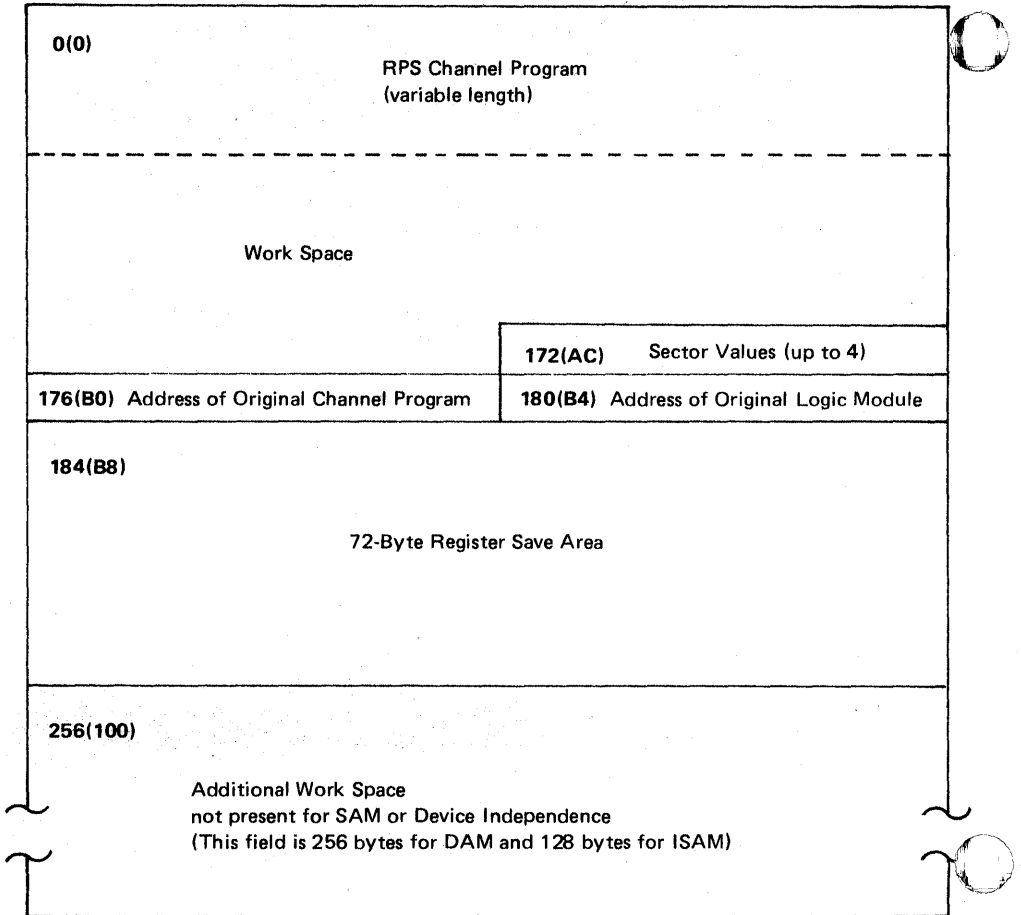 0(0)
RPS Channel Program
(variable length)
Work Space
172(AC) Sector Values (up to 4)
176(B0) Address of Original Channel Program 180(B4) Address of Original Logic Module
184(B8)
72-Byte Register Save Area
256(100)
Additional Work Space
not present for SAM or Device Independence
(This field is 256 bytes for DAM and 128 bytes for ISAM)